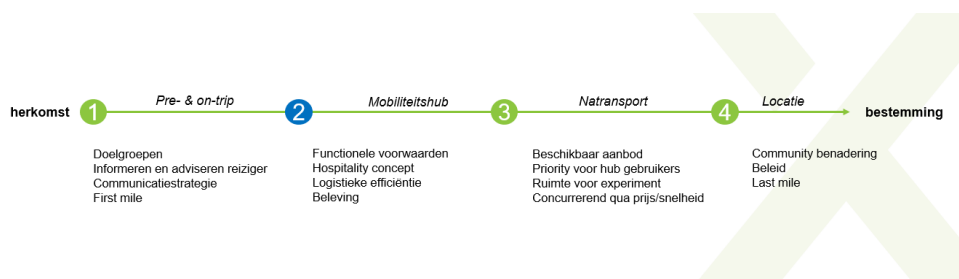 herkomst
1
Pre- & on-trip
2
Mobiliteitshub
3
Natransport
4
Locatie
bestemming
Doelgroepen
Informeren en adviseren reiziger
Communicatiestrategie
First mile
Functionele voorwaarden
Hospitality concept
Logistieke efficiëntie
Beleving
Beschikbaar aanbod
Priority voor hub gebruikers
Ruimte voor experiment
Concurrerend qua prijs/snelheid
Community benadering
Beleid
Last mile